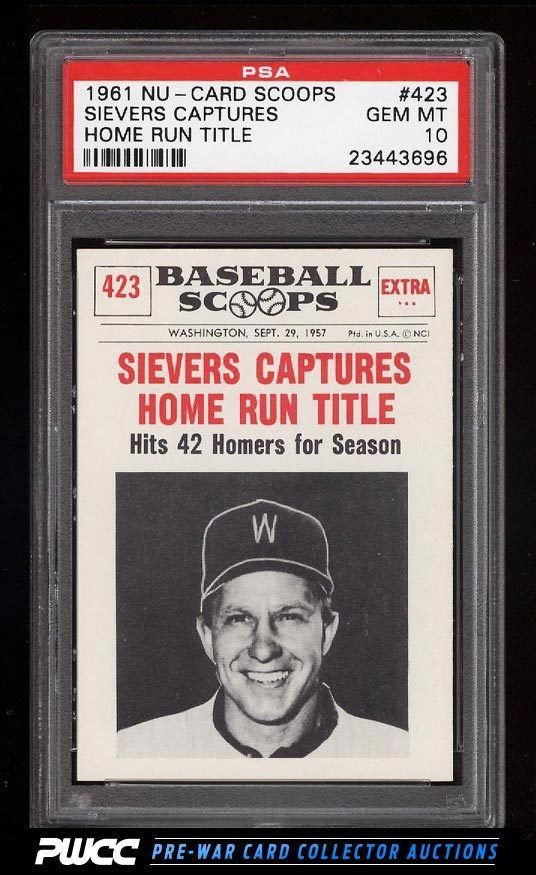 PSA
1961 NU-CARD SCOOPS #423
SIEVERS CAPTURES GEM MT
HOME RUN TITLE 10
23443696
423 BASEBALL SCOOPS EXTRA
WASHINGTON, SEPT. 29, 1957 Ptd. in U.S.A. © NCI
SIEVERS CAPTURES
HOME RUN TITLE
Hits 42 Homers for Season
W
PWCC PRE-WAR CARD COLLECTOR AUCTIONS